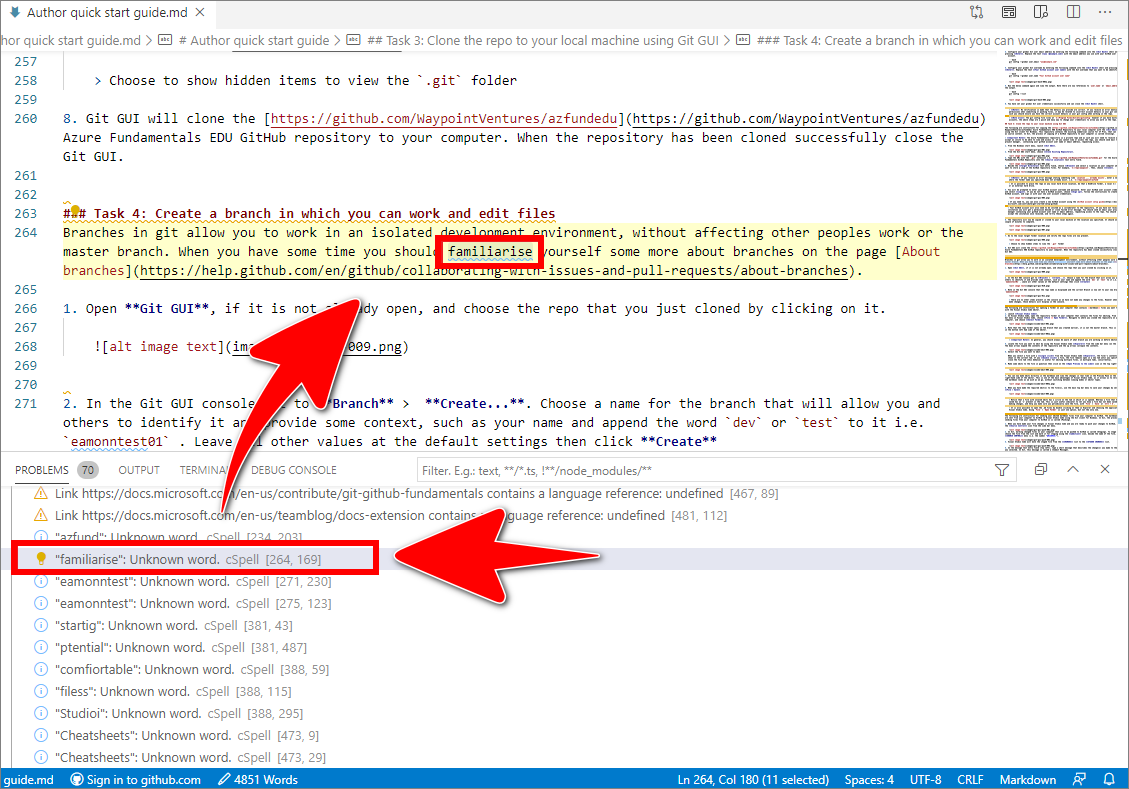 Author quick start guide.md
hor quick start guide.md > # Author quick start guide > ## Task 3: Clone the repo to your local machine using Git GUI > ### Task 4: Create a branch in which you can work and edit files
257
258 > Choose to show hidden items to view the `.git` folder
259
260 8. Git GUI will clone the [https://github.com/WaypointVentures/azfundedu](https://github.com/WaypointVentures/azfundedu)
Azure Fundamentals EDU GitHub repository to your computer. When the repository has been cloned successfully close the
Git GUI.
261
262
263 ### Task 4: Create a branch in which you can work and edit files
264 Branches in git allow you to work in an isolated development environment, without affecting other peoples work or the
master branch. When you have some time you should familiarise yourself some more about branches on the page [About
branches](https://help.github.com/en/github/collaborating-with-issues-and-pull-requests/about-branches).
265
266 1. Open **Git GUI**, if it is not already open, and choose the repo that you just cloned by clicking on it.
267
268 ![alt image text](ima 009.png)
269
270
271 2. In the Git GUI console to **Branch** > **Create...**. Choose a name for the branch that will allow you and
others to identify it and provide some context, such as your name and append the word `dev` or `test` to it i.e.
`eamonntest01` . Leave all other values at the default settings then click **Create**
PROBLEMS 70 OUTPUT TERMINAL DEBUG CONSOLE Filter. E.g.: text, **/*.ts, !**/node_modules/**
Link https://docs.microsoft.com/en-us/contribute/git-github-fundamentals contains a language reference: undefined [467, 89]
Link https://docs.microsoft.com/en-us/teamblog/docs-extension contains a language reference: undefined [481, 112]
"azfund": Unknown word. cSpell [234, 203]
"familiarise": Unknown word. cSpell [264, 169]
"eamonntest": Unknown word. cSpell [271, 230]
"eamonntest": Unknown word. cSpell [275, 123]
"startig": Unknown word. cSpell [381, 43]
"ptential": Unknown word. cSpell [381, 487]
"comfiortable": Unknown word. cSpell [388, 59]
"filess": Unknown word. cSpell [388, 115]
"Studioi": Unknown word. cSpell [388, 295]
"Cheatsheets": Unknown word. cSpell [473, 9]
"Cheatsheets": Unknown word. cSpell [473, 29]
guide.md Sign in to github.com 4851 Words Ln 264, Col 180 (11 selected) Spaces: 4 UTF-8 CRLF Markdown